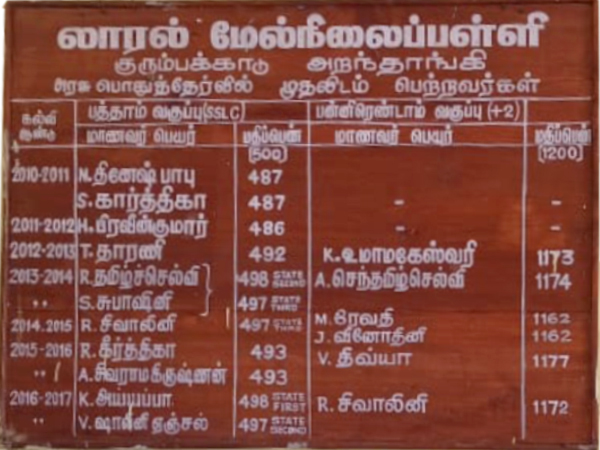 லாரல் மேல்நிலைப்பள்ளி
குரும்பக்காடு அறந்தாங்கி
அரசு பொதுத்தேர்வில் முதலிடம் பெற்றவர்கள்
கல்வி ஆண்டு பத்தாம் வகுப்பு(SSLC) பன்னிரெண்டாம் வகுப்பு (+2)
மாணவர் பெயர் மதிப்பெண் (500) மாணவர் பெயர் மதிப்பெண் (1200)
2010-2011 N.தினேஷ் பாபு 487 - -
S.கார்த்திகா 487 - -
2011-2012 H.பிரவீன்குமார் 486 - -
2012-2013 T.தாரணி 492 K.உமாமகேஸ்வரி 1173
2013-2014 R.தமிழ்ச்செல்வி 498 STATE SECOND A.செந்தமிழ்செல்வி 1174
" S.சுபாஷினி 497 STATE THIRD
2014.2015 R.சிவாலினி 497 STATE THIRD M.ரேவதி 1162
J.வினோதினி 1162
2015-2016 R.கீர்த்திகா 493 V.திவ்யா 1177
" A.சிவராமகிருஷ்ணன் 493
2016-2017 K.அய்யப்பா 498 STATE FIRST R.சிவாலினி 1172
" V.ஷாளினி ஏஞ்சல் 497 STATE SECOND